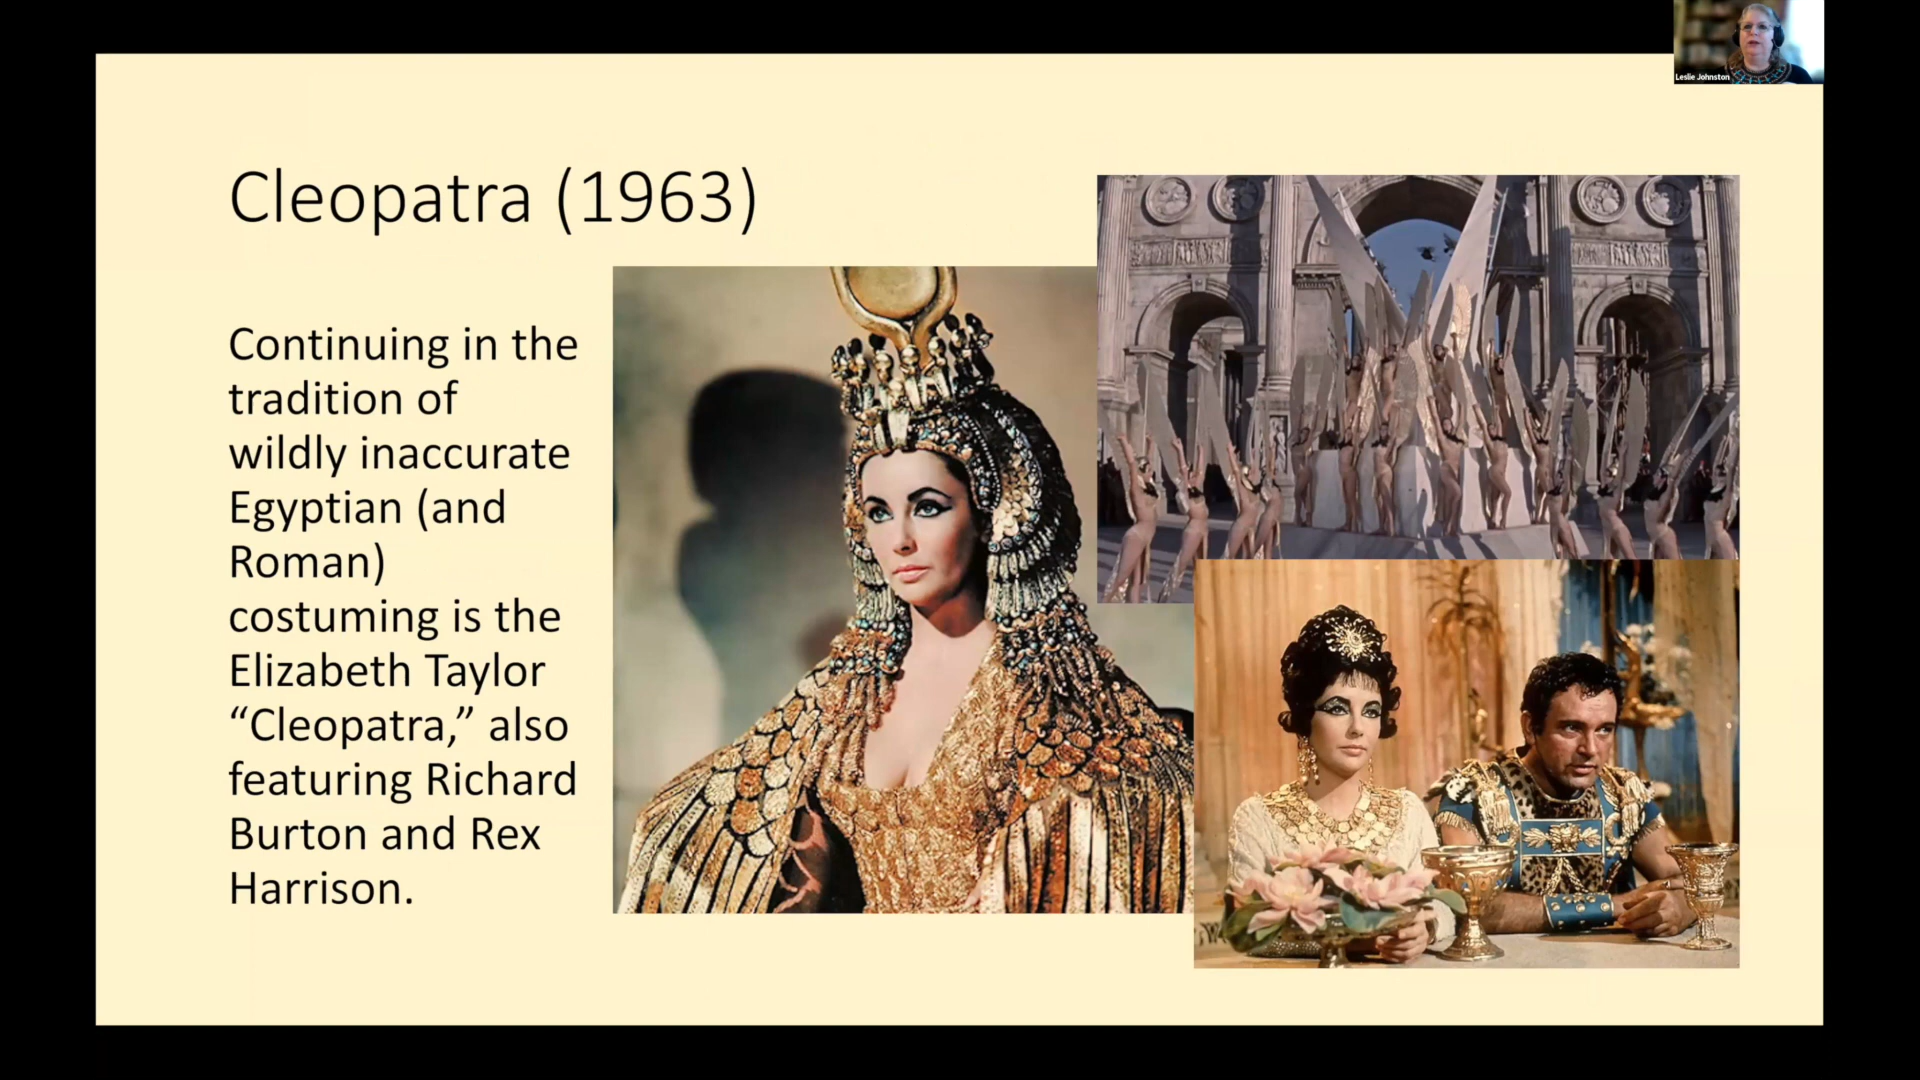 Leslie Johnston
Cleopatra (1963)
Continuing in the
tradition of
wildly inaccurate
Egyptian (and
Roman)
costuming is the
Elizabeth Taylor
“Cleopatra,” also
featuring Richard
Burton and Rex
Harrison.